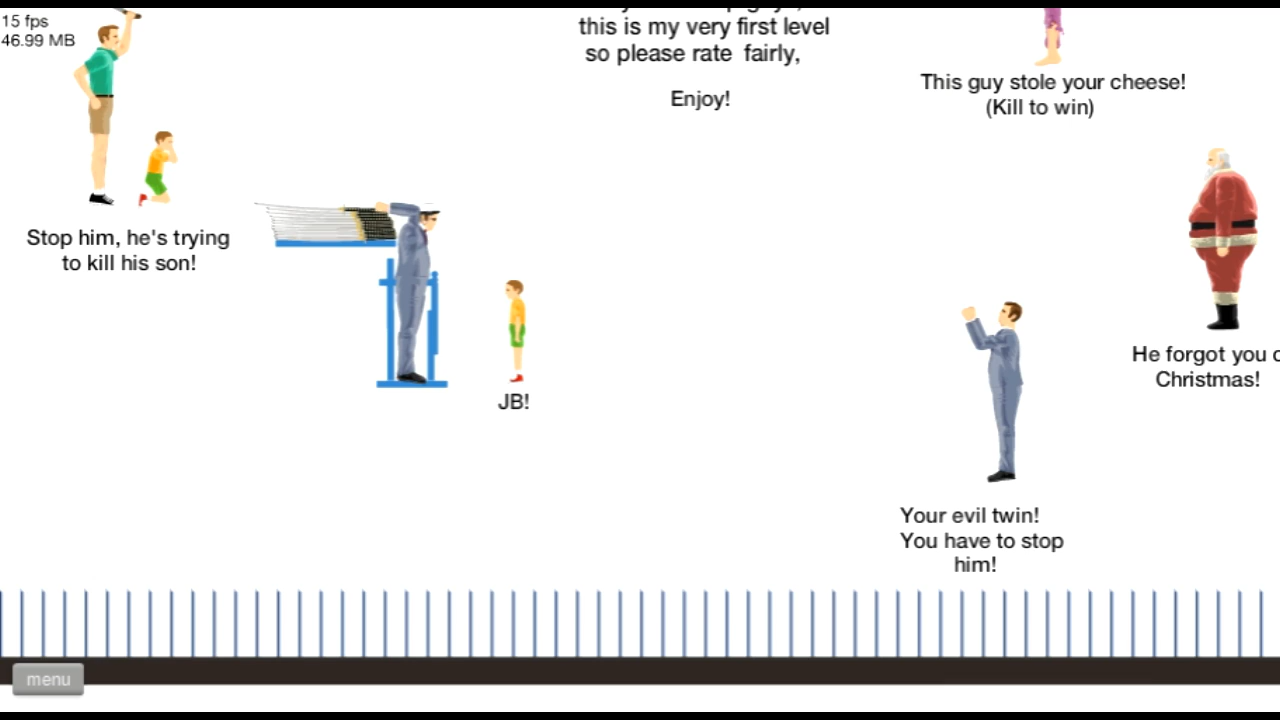 15 fps
46.99 MB
this is my very first level
so please rate fairly,
Enjoy!
This guy stole your cheese!
(Kill to win)
Stop him, he's trying
to kill his son!
JB!
He forgot you
Christmas!
Your evil twin!
You have to stop
him!
menu